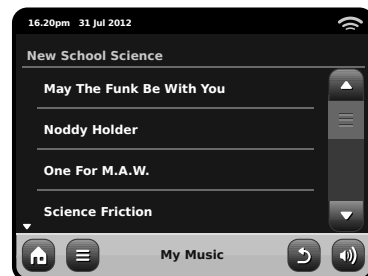 16.20pm 31 Jul 2012
New School Science
May The Funk Be With You
Noddy Holder
One For M.A.W.
Science Friction
My Music